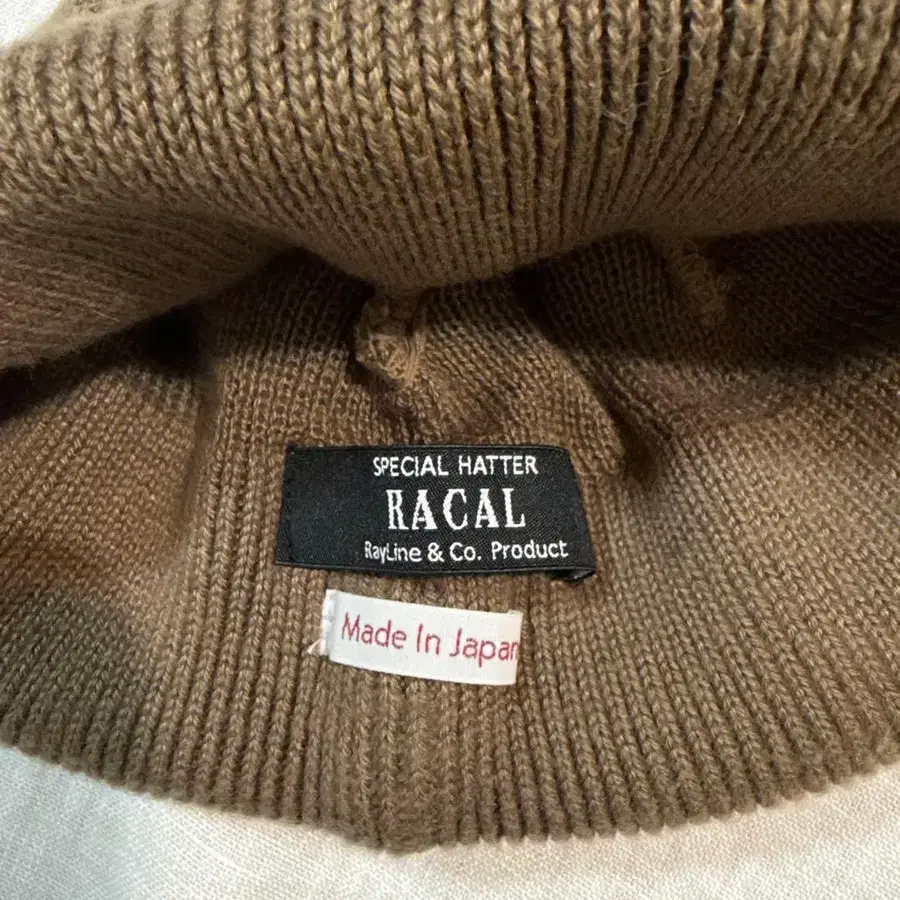 SPECIAL HATTER
RACAL
RayLine & Co. Product
Made In Japan